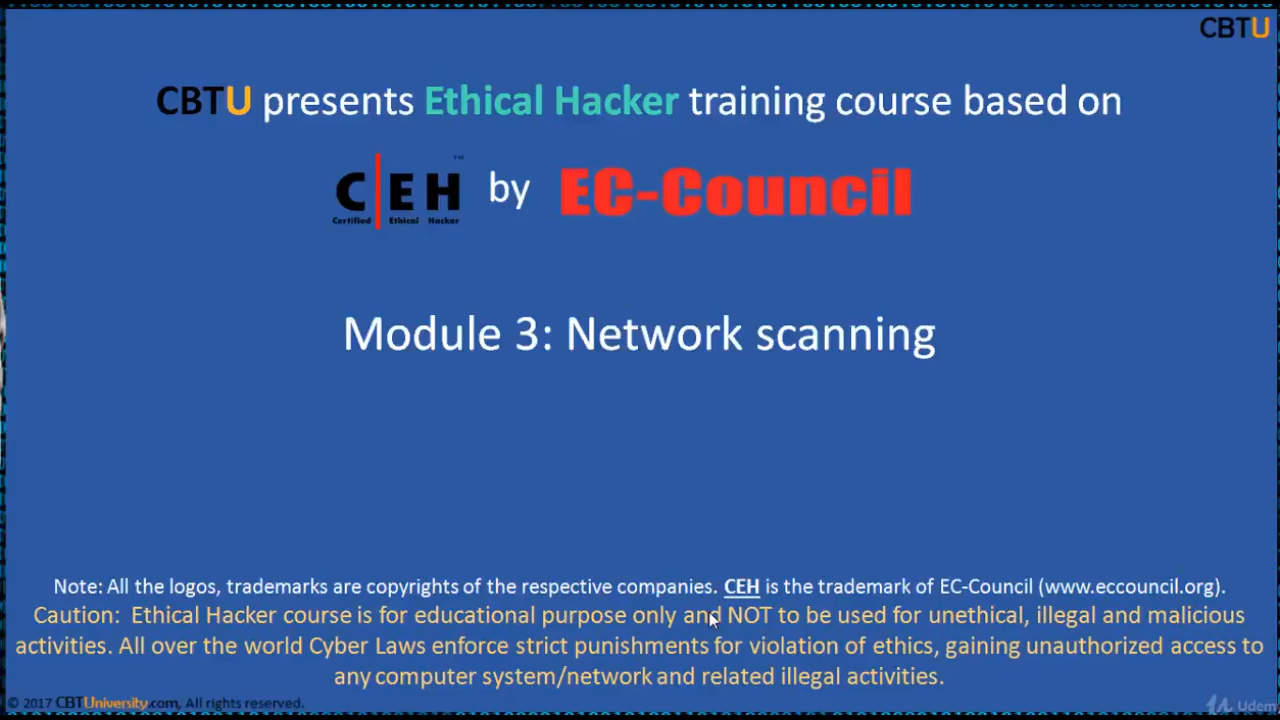 CBTU
CBTU presents Ethical Hacker training course based on
C|EH™ by EC-Council
Certified Ethical Hacker
Module 3: Network scanning
Note: All the logos, trademarks are copyrights of the respective companies. CEH is the trademark of EC-Council (www.eccouncil.org).
Caution: Ethical Hacker course is for educational purpose only and NOT to be used for unethical, illegal and malicious
activities. All over the world Cyber Laws enforce strict punishments for violation of ethics, gaining unauthorized access to
any computer system/network and related illegal activities.
© 2017 CBTUniversity.com, All rights reserved.
Udem